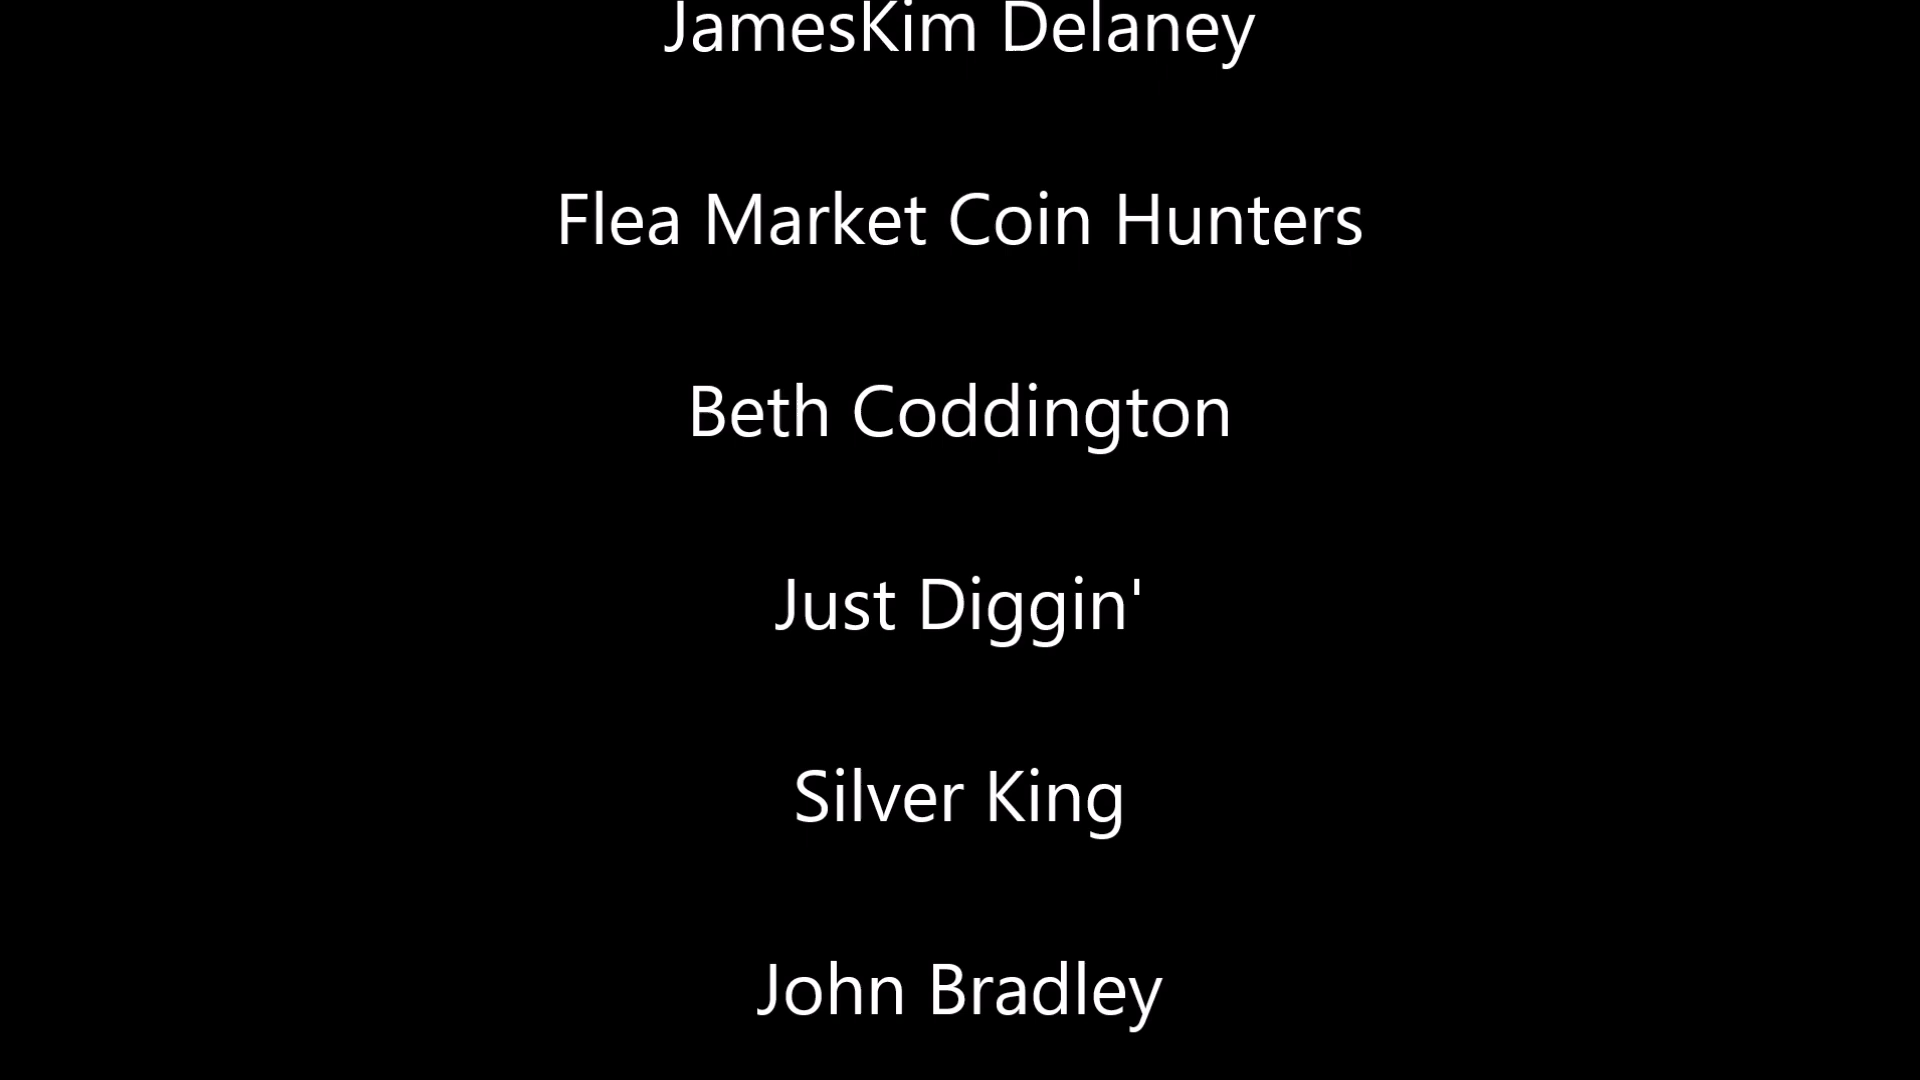 JamesKim Delaney
Flea Market Coin Hunters
Beth Coddington
Just Diggin'
Silver King
John Bradley